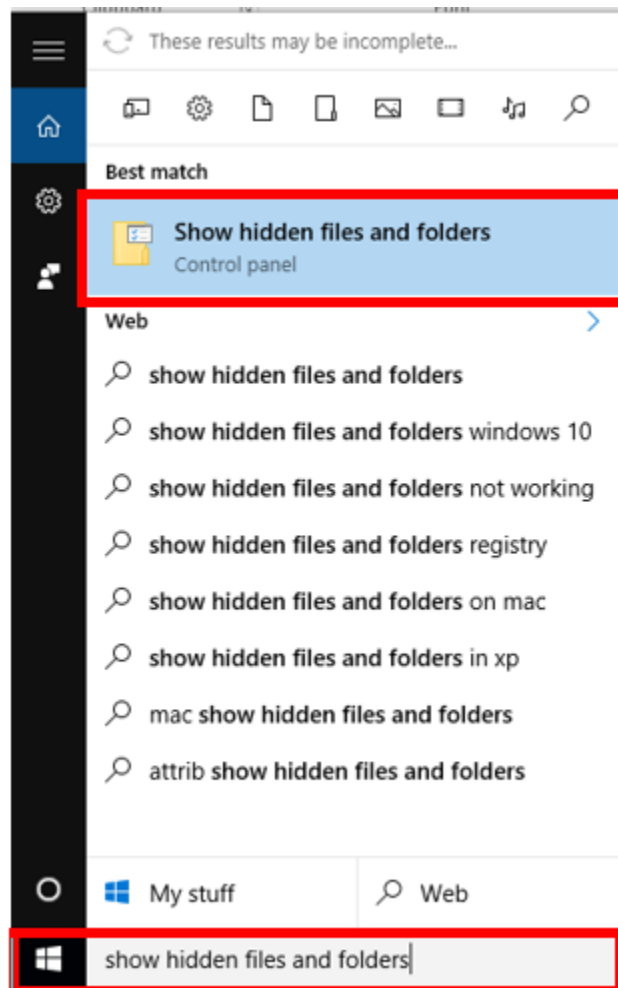 These results may be incomplete...
Best match
Show hidden files and folders
Control panel
Web
show hidden files and folders
show hidden files and folders windows 10
show hidden files and folders not working
show hidden files and folders registry
show hidden files and folders on mac
show hidden files and folders in xp
mac show hidden files and folders
attrib show hidden files and folders
My stuff Web
show hidden files and folders